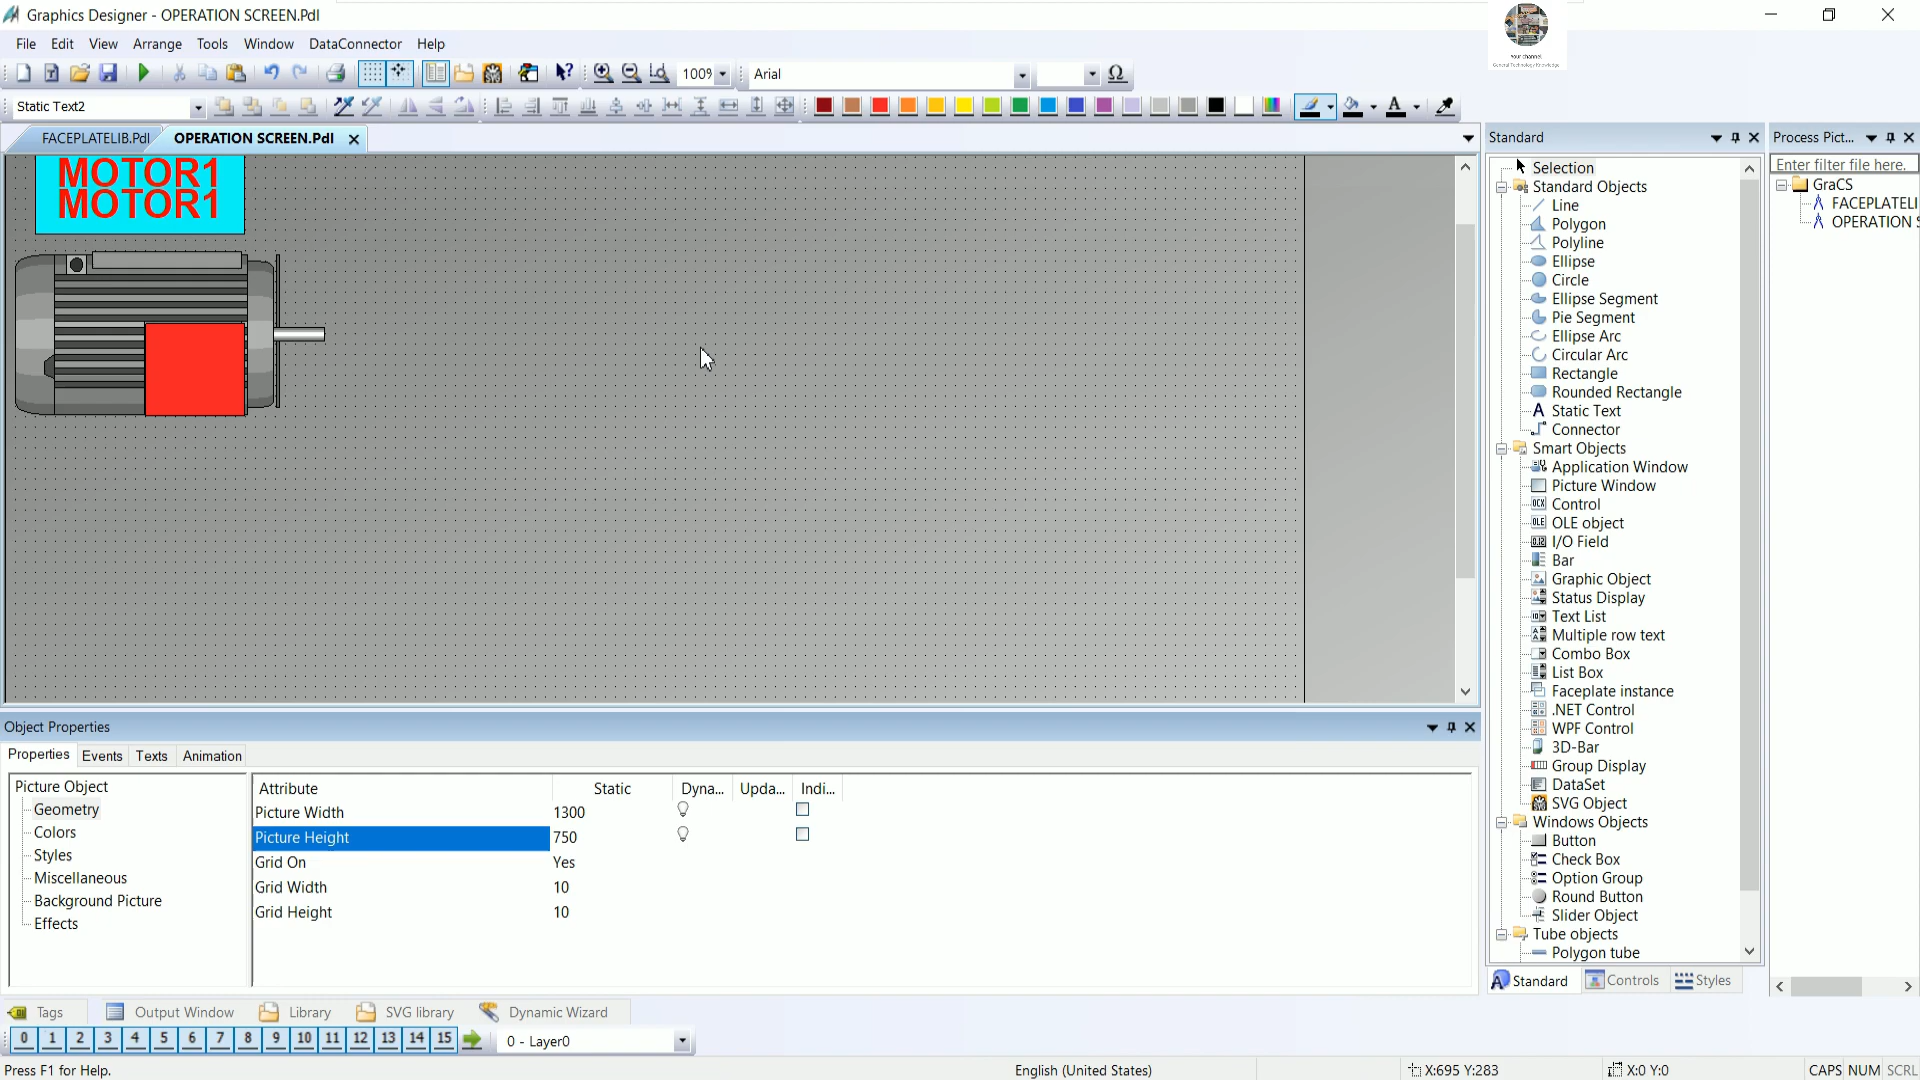 Graphics Designer - OPERATION SCREEN.Pdl
Your channel
General Technology Knowledge
File Edit View Arrange Tools Window DataConnector Help
100% Arial
Static Text2
FACEPLATELIB.Pdl OPERATION SCREEN.Pdl
MOTOR1
MOTOR1
Standard
Selection
Standard Objects
Line
Polygon
Polyline
Ellipse
Circle
Ellipse Segment
Pie Segment
Ellipse Arc
Circular Arc
Rectangle
Rounded Rectangle
A Static Text
Connector
Smart Objects
Application Window
Picture Window
OCX Control
OLE OLE object
0.12 I/O Field
Bar
Graphic Object
Status Display
Text List
Multiple row text
Combo Box
List Box
Faceplate instance
.NET Control
WPF Control
3D-Bar
Group Display
DataSet
SVG Object
Windows Objects
Button
Check Box
Option Group
Round Button
Slider Object
Tube objects
Polygon tube
Standard Controls Styles
Process Pict...
Enter filter file here.
GraCS
FACEPLATELI
OPERATION S
Object Properties
Properties Events Texts Animation
Picture Object
Geometry
Colors
Styles
Miscellaneous
Background Picture
Effects
Attribute Static Dyna... Upda... Indi...
Picture Width 1300
Picture Height 750
Grid On Yes
Grid Width 10
Grid Height 10
Tags Output Window Library SVG library Dynamic Wizard
0 1 2 3 4 5 6 7 8 9 10 11 12 13 14 15 0 - Layer0
Press F1 for Help. English (United States) X:695 Y:283 X:0 Y:0 CAPS NUM SCRL